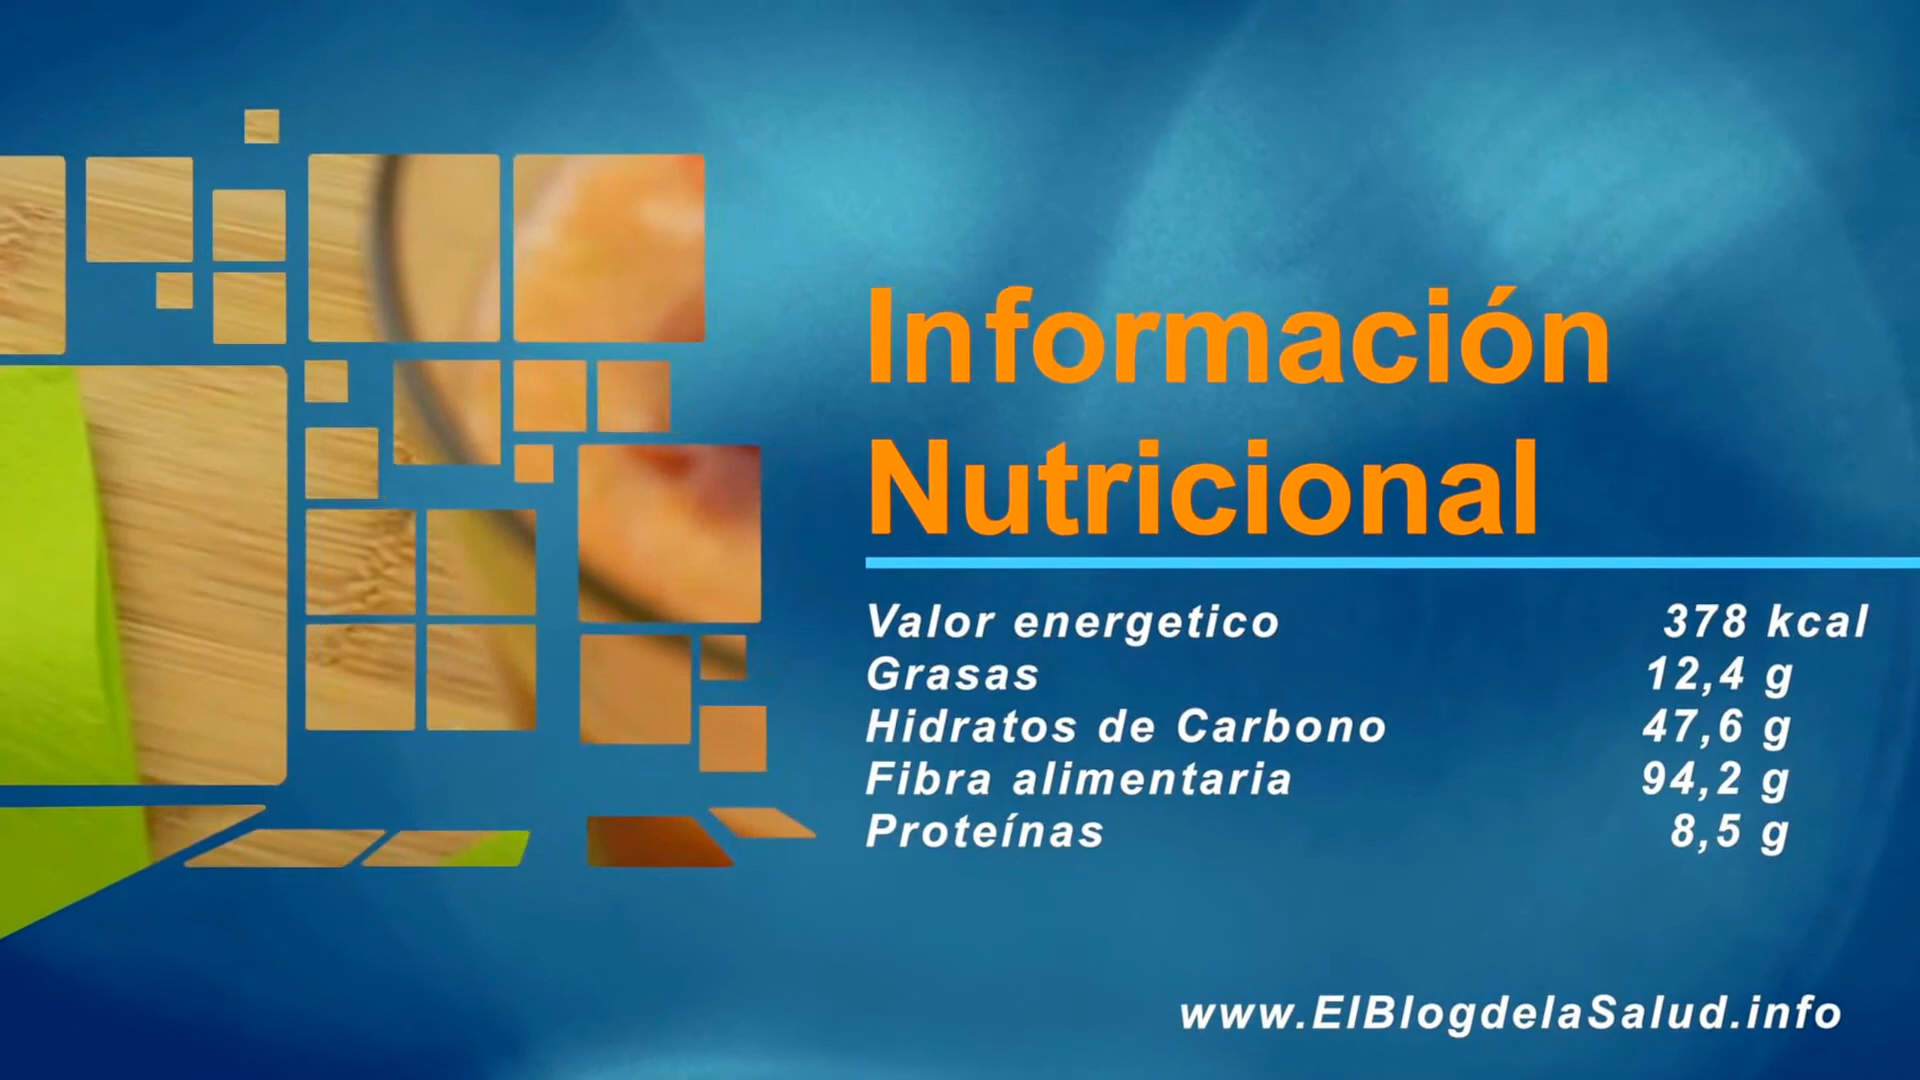 Información
Nutricional
Valor energetico 378 kcal
Grasas 12,4 g
Hidratos de Carbono 47,6 g
Fibra alimentaria 94,2 g
Proteínas 8,5 g
www.ElBlogdelaSalud.info